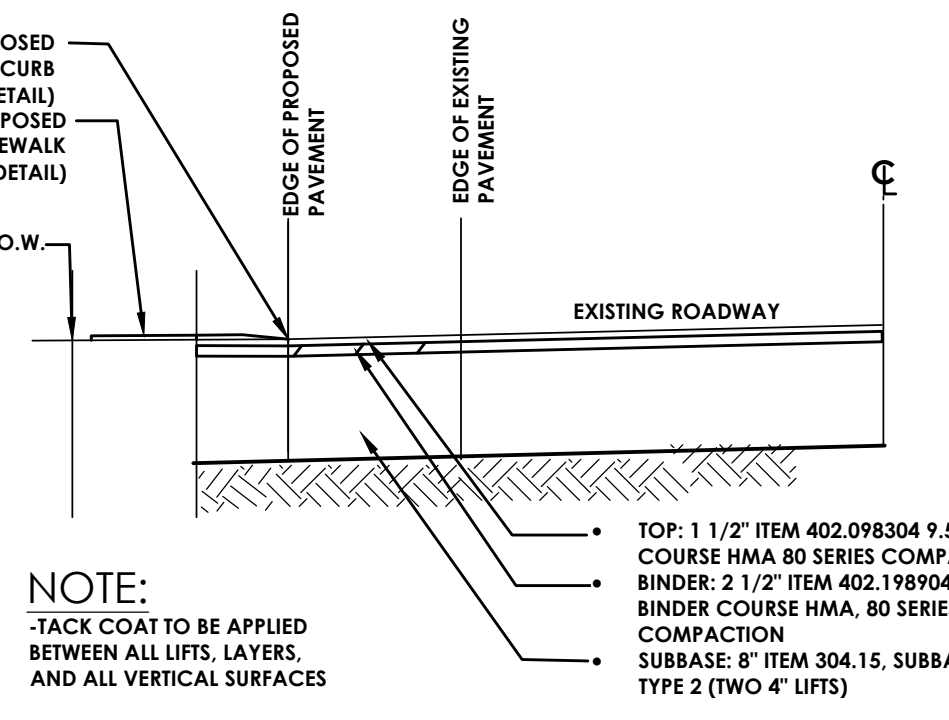 OSED
CURB
ETAIL)
POSED
EWALK
DETAIL)
O.W.
EDGE OF PROPOSED
PAVEMENT
EDGE OF EXISTING
PAVEMENT
℄
EXISTING ROADWAY
• TOP: 1 1/2" ITEM 402.098304 9.5
COURSE HMA 80 SERIES COMPA
• BINDER: 2 1/2" ITEM 402.198904
BINDER COURSE HMA, 80 SERIE
COMPACTION
• SUBBASE: 8" ITEM 304.15, SUBBA
TYPE 2 (TWO 4" LIFTS)
NOTE:
-TACK COAT TO BE APPLIED
BETWEEN ALL LIFTS, LAYERS,
AND ALL VERTICAL SURFACES